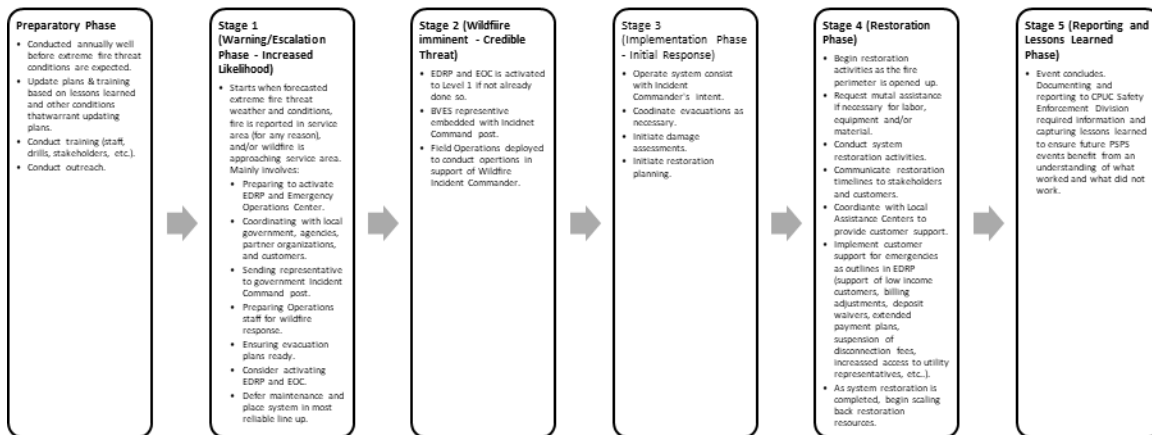 Preparatory Phase
• Conducted annually well
before extreme fire threat
conditions are expected.
• Update plans & training
based on lessons learned
and other conditions
thatwarrant updating
plans.
• Conduct training (staff,
drills, stakeholders, etc.).
• Conduct outreach.
Stage 1
(Warning/Escalation
Phase - Increased
Likelihood)
• Starts when forecasted
extreme fire threat
weather and conditions,
fire is reported in service
area (for any reason),
and/or wildfire is
approaching service area.
Mainly involves:
• Preparing to activate
EDRP and Emergency
Operations Center.
• Coordinating with local
government, agencies,
partner organizations,
and customers.
• Sending representative
to government Incident
Command post.
• Preparing Operations
staff for wildfire
response.
• Ensuring evacuation
plans ready.
• Consider activating
EDRP and EOC.
• Defer maintenance and
place system in most
reliable line up.
Stage 2 (Wildfiire
imminent - Credible
Threat)
• EDRP and EOC is activated
to Level 1 if not already
done so.
• BVES representive
embedded with Incidnet
Command post.
• Field Operations deployed
to conduct opertions in
support of Wildfire
Incident Commander.
Stage 3
(Implementation Phase
- Initial Response)
• Operate system consist
with Incident
Commander's intent.
• Coodinate evacuations as
necessary.
• Initiate damage
assessments.
• Initiate restoration
planning.
Stage 4 (Restoration
Phase)
• Begin restoration
activities as the fire
perimeter is opened up.
• Request mutal assistance
if necessary for labor,
equipment and/or
material.
• Conduct system
restoration activities.
• Communicate restoration
timelines to stakeholders
and customers.
• Coordiante with Local
Assistance Centers to
provide customer support.
• Implement customer
support for emergencies
as outlines in EDRP
(support of low income
customers, billing
adjustments, deposit
waivers, extended
payment plans,
suspension of
disconnection fees,
increassed access to utility
representatives, etc..).
• As system restoration is
completed, begin scaling
back restoration
resources.
Stage 5 (Reporting and
Lessons Learned
Phase)
• Event concludes.
Documenting and
reporting to CPUC Safety
Enforcement Division
required information and
capturing lessons learned
to ensure future PSPS
events benefit from an
understanding of what
worked and what did not
work.